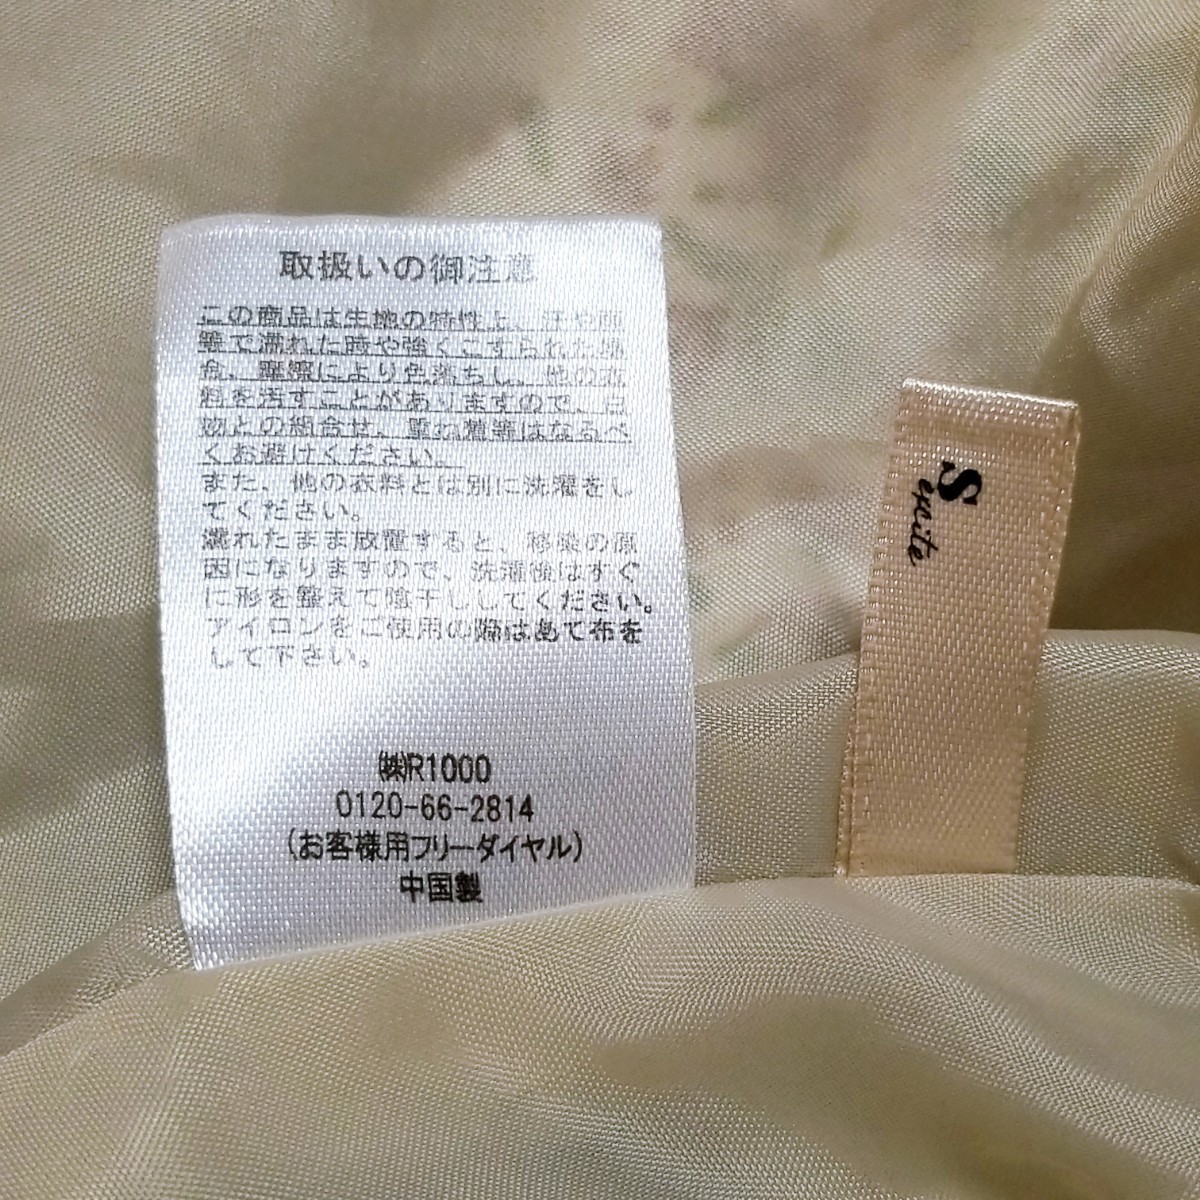 取扱いの御注意
この商品は生地の特性上、汗や雨
等で濡れた時や強くこすられた場
合、摩擦により色落ちし、他の衣
料を汚すことがありますので、白
物との組合せ、重ね着等はなるべ
くお避けください。
また、他の衣料とは別に洗濯をし
てください。
濡れたまま放置すると、移染の原
因になりますので、洗濯後はすぐ
に形を整えて陰干ししてください。
アイロンをご使用の際はあて布を
して下さい。
㈱R1000
0120-66-2814
(お客様用フリーダイヤル)
中国製
S
excite